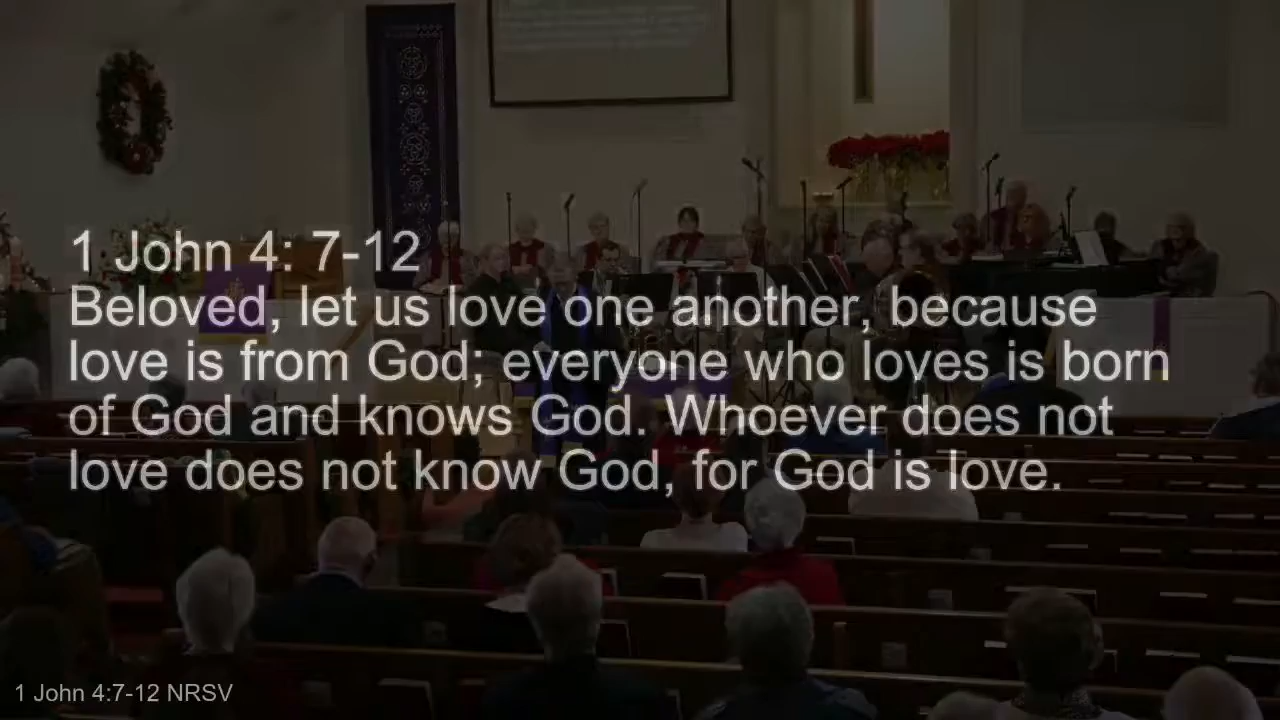 1 John 4: 7-12
Beloved, let us love one another, because
love is from God; everyone who loves is born
of God and knows God. Whoever does not
love does not know God, for God is love.
1 John 4:7-12 NRSV